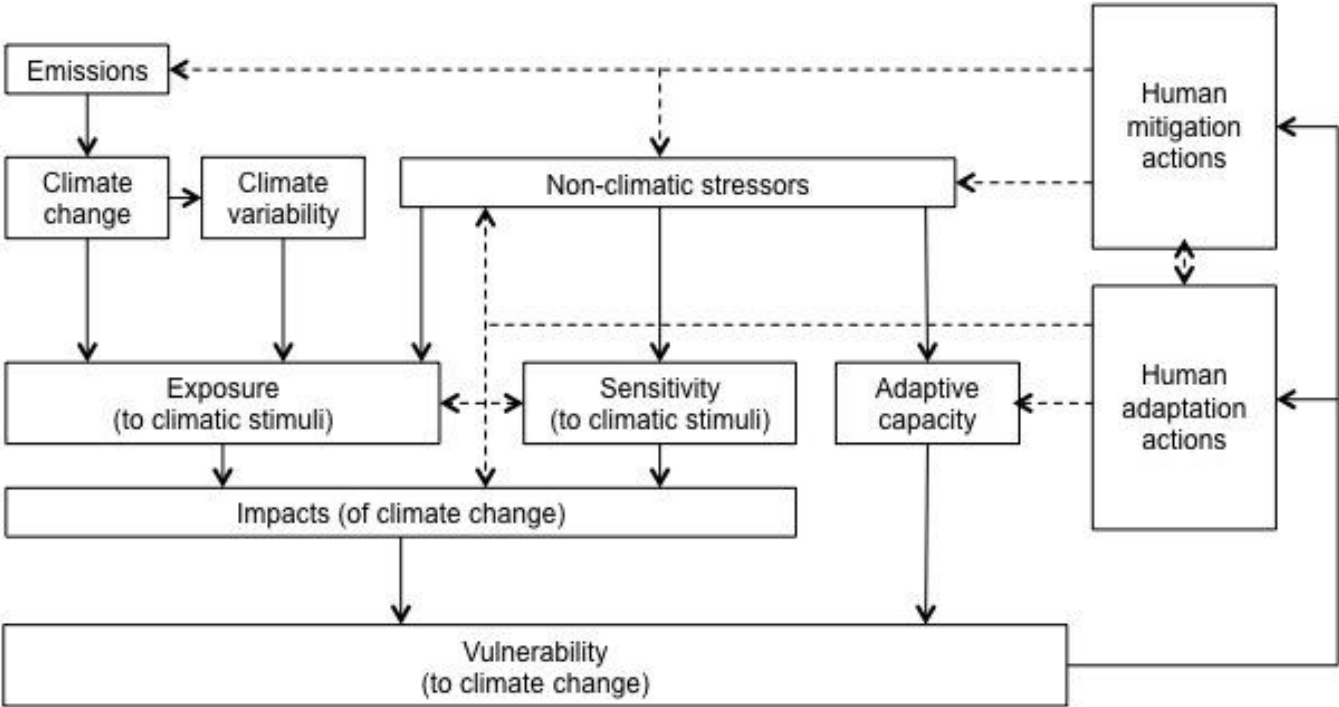 Emissions
Human
mitigation
actions
Climate
change
Climate
variability
Non-climatic stressors
Exposure
(to climatic stimuli)
Sensitivity
(to climatic stimuli)
Adaptive
capacity
Human
adaptation
actions
Impacts (of climate change)
Vulnerability
(to climate change)